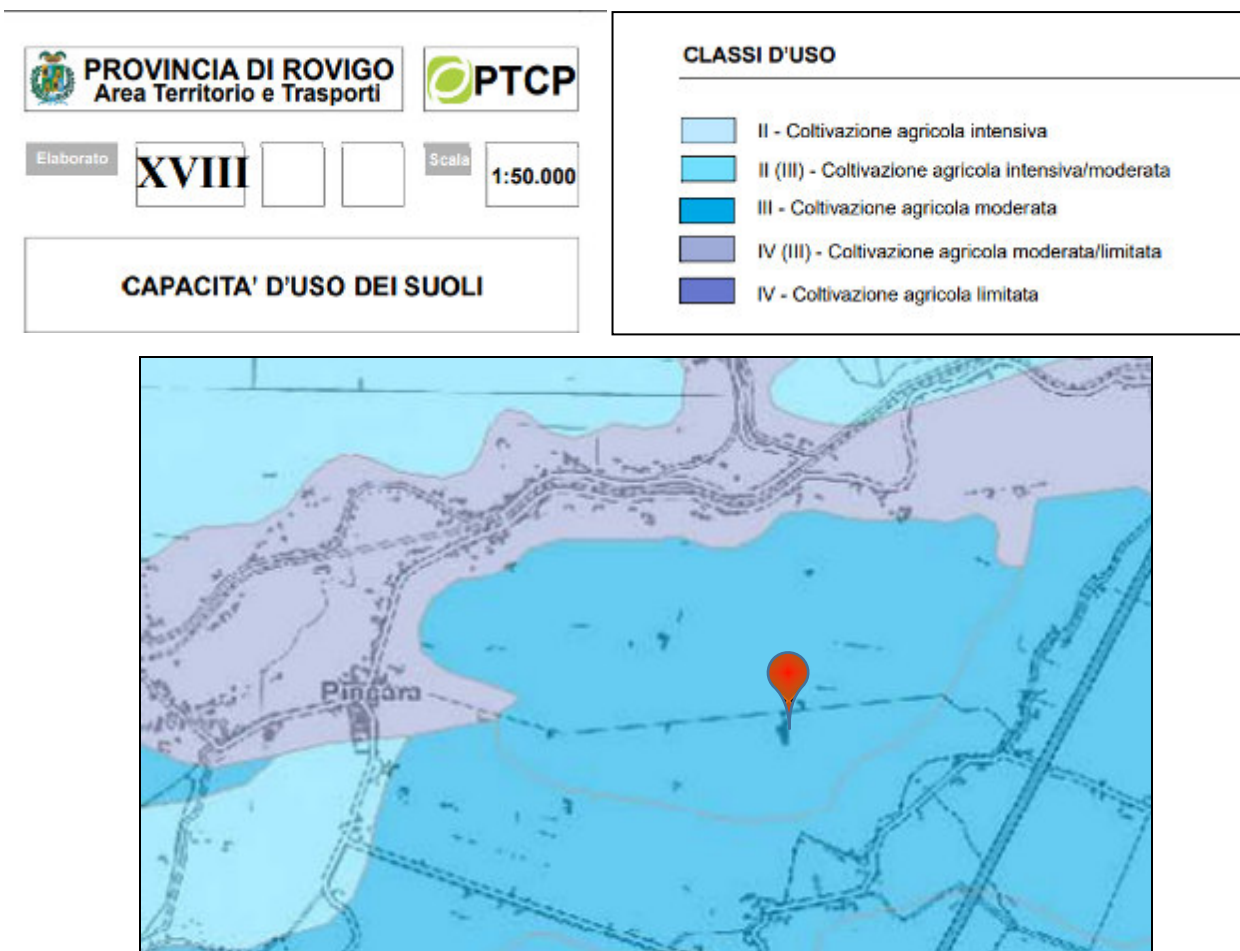 PROVINCIA DI ROVIGO
Area Territorio e Trasporti
PTCP
Elaborato
XVIII
Scala
1:50.000
CAPACITA' D'USO DEI SUOLI
CLASSI D'USO
II - Coltivazione agricola intensiva
II (III) - Coltivazione agricola intensiva/moderata
III - Coltivazione agricola moderata
IV (III) - Coltivazione agricola moderata/limitata
IV - Coltivazione agricola limitata
Pingara